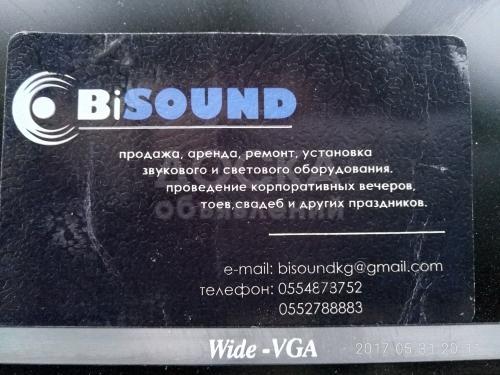 BiSOUND
продажа, аренда, ремонт, установка
звукового и светового оборудования.
проведение корпоративных вечеров,
тоев,свадеб и других праздников.
e-mail: bisoundkg@gmail.com
телефон: 0554873752
0552788883
Wide -VGA